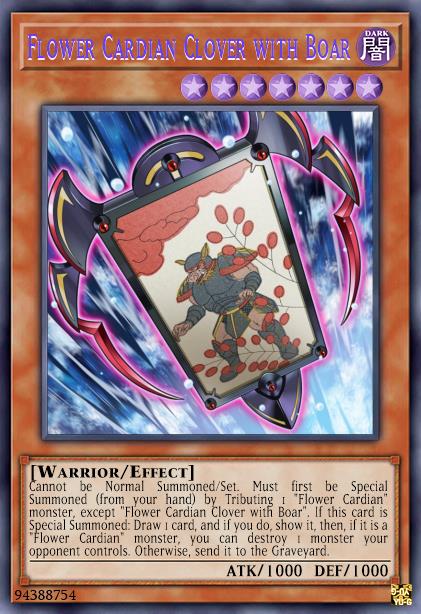 Flower Cardian Clover with Boar
DARK
闇
[Warrior/Effect]
Cannot be Normal Summoned/Set. Must first be Special
Summoned (from your hand) by Tributing 1 "Flower Cardian"
monster, except "Flower Cardian Clover with Boar". If this card is
Special Summoned: Draw 1 card, and if you do, show it, then, if it is a
"Flower Cardian" monster, you can destroy 1 monster your
opponent controls. Otherwise, send it to the Graveyard.
ATK/1000 DEF/1000
94388754